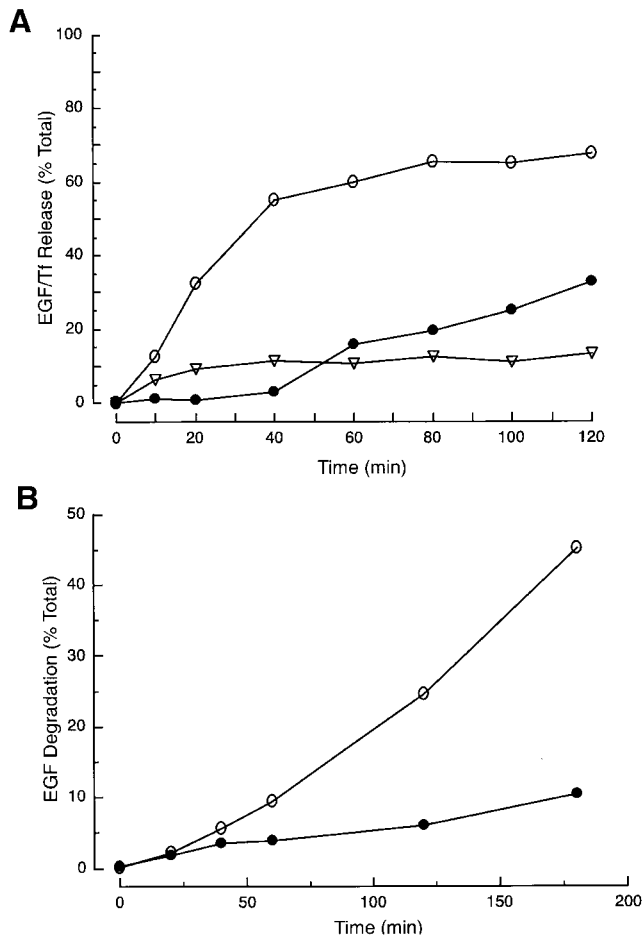 A
100
80
60
40
20
0
EGF/Tf Release (% Total)
0 20 40 60 80 100 120
Time (min)
B
50
40
30
20
10
0
EGF Degradation (% Total)
0 50 100 150 200
Time (min)